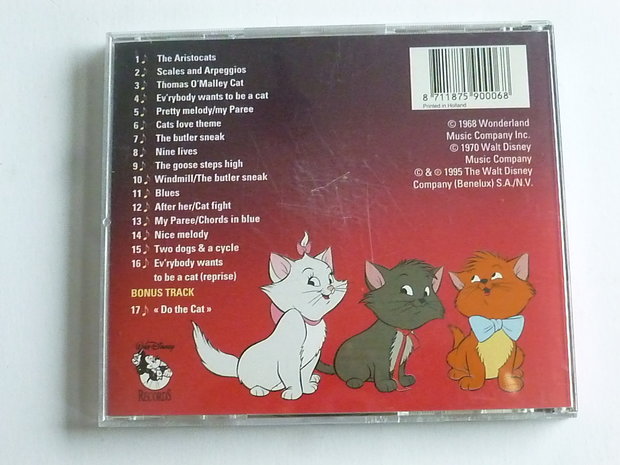 1 ♪ The Aristocats
2 ♪ Scales and Arpeggios
3 ♪ Thomas O'Malley Cat
4 ♪ Ev'rybody wants to be a cat
5 ♪ Pretty melody/my Paree
6 ♪ Cats love theme
7 ♪ The butler sneak
8 ♪ Nine lives
9 ♪ The goose steps high
10 ♪ Windmill/The butler sneak
11 ♪ Blues
12 ♪ After her/Cat fight
13 ♪ My Paree/Chords in blue
14 ♪ Nice melody
15 ♪ Two dogs & a cycle
16 ♪ Ev'rybody wants
to be a cat (reprise)
BONUS TRACK
17 ♪ « Do the Cat »
Walt Disney
RECORDS
8 711875 900068
Printed in Holland
© 1968 Wonderland
Music Company Inc.
© 1970 Walt Disney
Music Company
© & ℗ 1995 The Walt Disney
Company (Benelux) S.A./N.V.